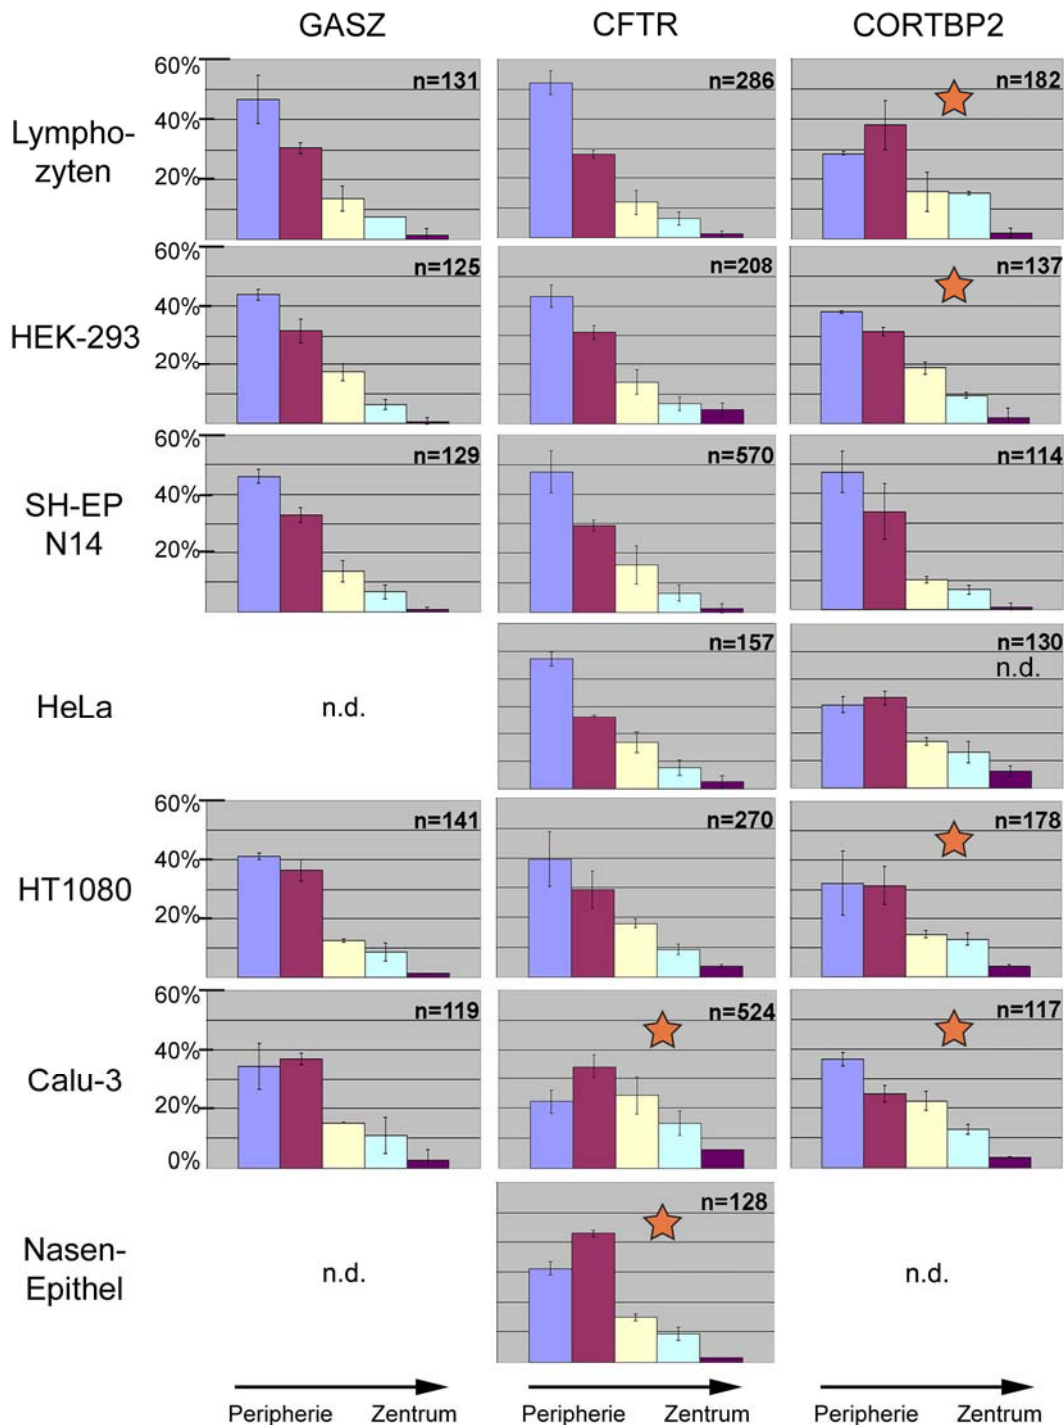 GASZ CFTR CORTBP2
Lympho-
zyten
60%
40%
20%
n=131
n=286
n=182
HEK-293
60%
40%
20%
n=125
n=208
n=137
SH-EP
N14
60%
40%
20%
n=129
n=570
n=114
HeLa
n.d.
n=157
n=130
n.d.
HT1080
60%
40%
20%
n=141
n=270
n=178
Calu-3
60%
40%
20%
0%
n=119
n=524
n=117
Nasen-
Epithel
n.d.
n=128
n.d.
Peripherie Zentrum Peripherie Zentrum Peripherie Zentrum